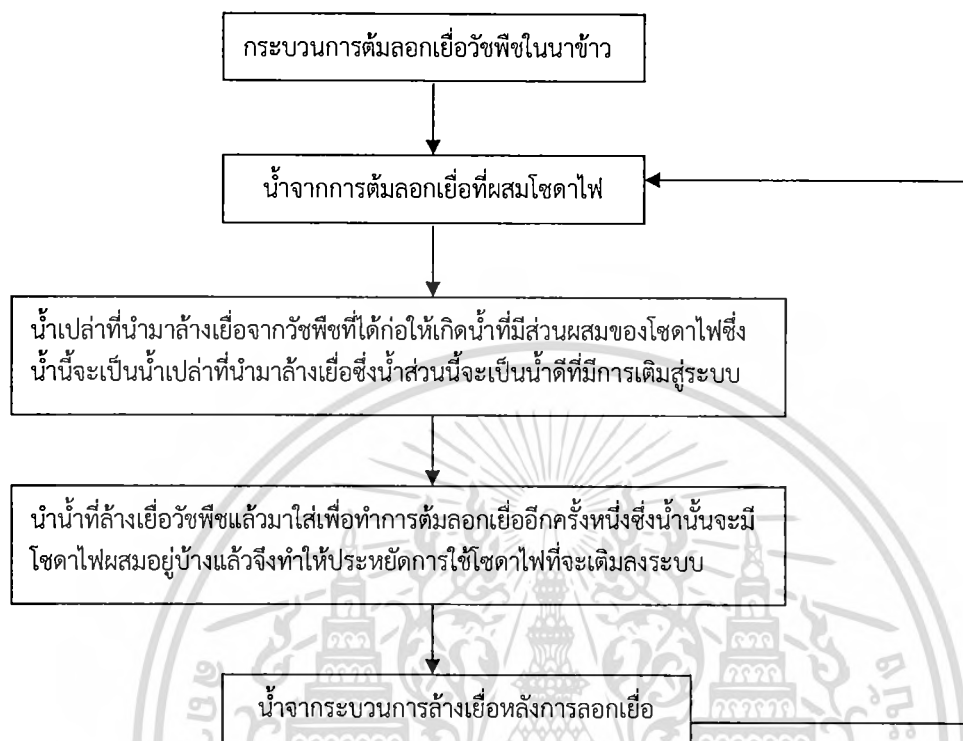 กระบวนการต้มลอกเยื่อวัชพืชในนาข้าว
น้ำจากการต้มลอกเยื่อที่ผสมโซดาไฟ
น้ำเปล่าที่นำมาล้างเยื่อจากวัชพืชที่ได้ก่อให้เกิดน้ำที่มีส่วนผสมของโซดาไฟซึ่ง
น้ำนี้จะเป็นน้ำเปล่าที่นำมาล้างเยื่อซึ่งน้ำส่วนนี้จะเป็นน้ำดีที่มีการเติมสู่ระบบ
นำน้ำที่ล้างเยื่อวัชพืชแล้วมาใส่เพื่อทำการต้มลอกเยื่ออีกครั้งหนึ่งซึ่งน้ำนั้นจะมี
โซดาไฟผสมอยู่บ้างแล้วจึงทำให้ประหยัดการใช้โซดาไฟที่จะเติมลงระบบ
น้ำจากระบวนการล้างเยื่อหลังการลอกเยื่อ